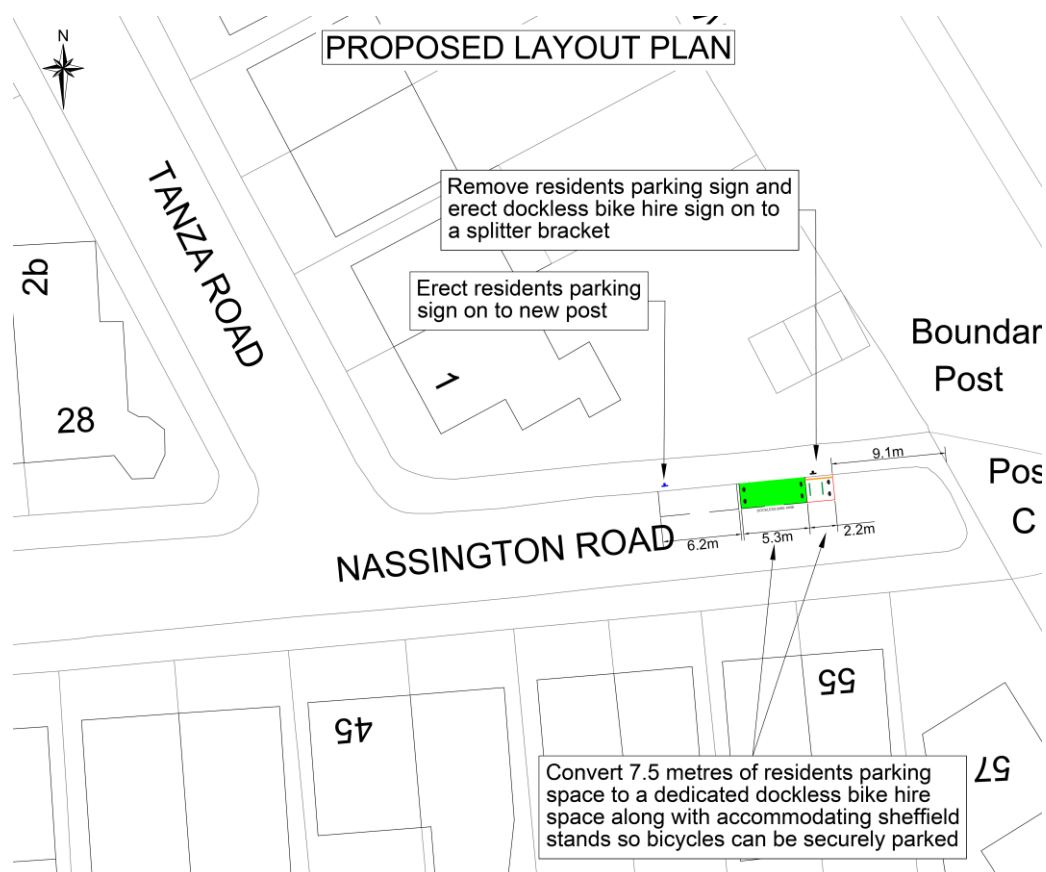 N
PROPOSED LAYOUT PLAN
TANZA ROAD
Remove residents parking sign and
erect dockless bike hire sign on to
a splitter bracket
2b
Erect residents parking
sign on to new post
Boundar
Post
1
28
9.1m
Pos
C
NASSINGTON ROAD
6.2m
5.3m
2.2m
DOCKLESS BIKE HIRE
55
45
57
Convert 7.5 metres of residents parking
space to a dedicated dockless bike hire
space along with accommodating sheffield
stands so bicycles can be securely parked